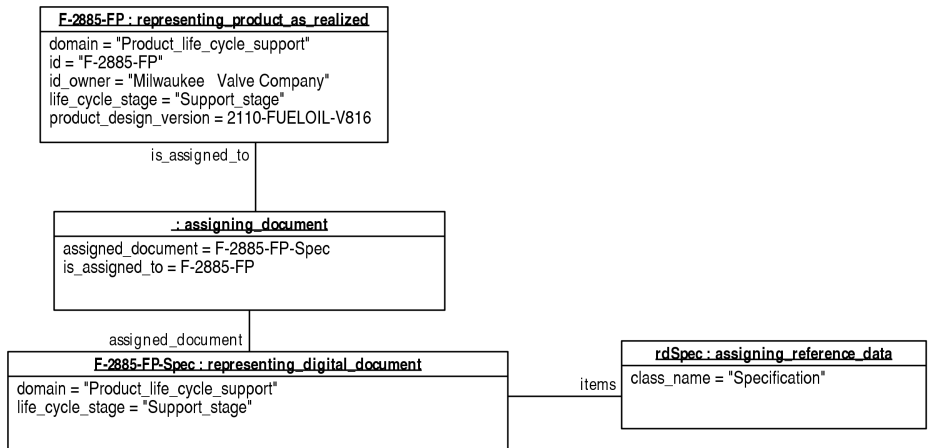 F-2885-FP : representing_product_as_realized
domain = "Product_life_cycle_support"
id = "F-2885-FP"
id_owner = "Milwaukee Valve Company"
life_cycle_stage = "Support_stage"
product_design_version = 2110-FUELOIL-V816
is_assigned_to
: assigning_document
assigned_document = F-2885-FP-Spec
is_assigned_to = F-2885-FP
assigned_document
F-2885-FP-Spec : representing_digital_document
domain = "Product_life_cycle_support"
life_cycle_stage = "Support_stage"
items
rdSpec : assigning_reference_data
class_name = "Specification"